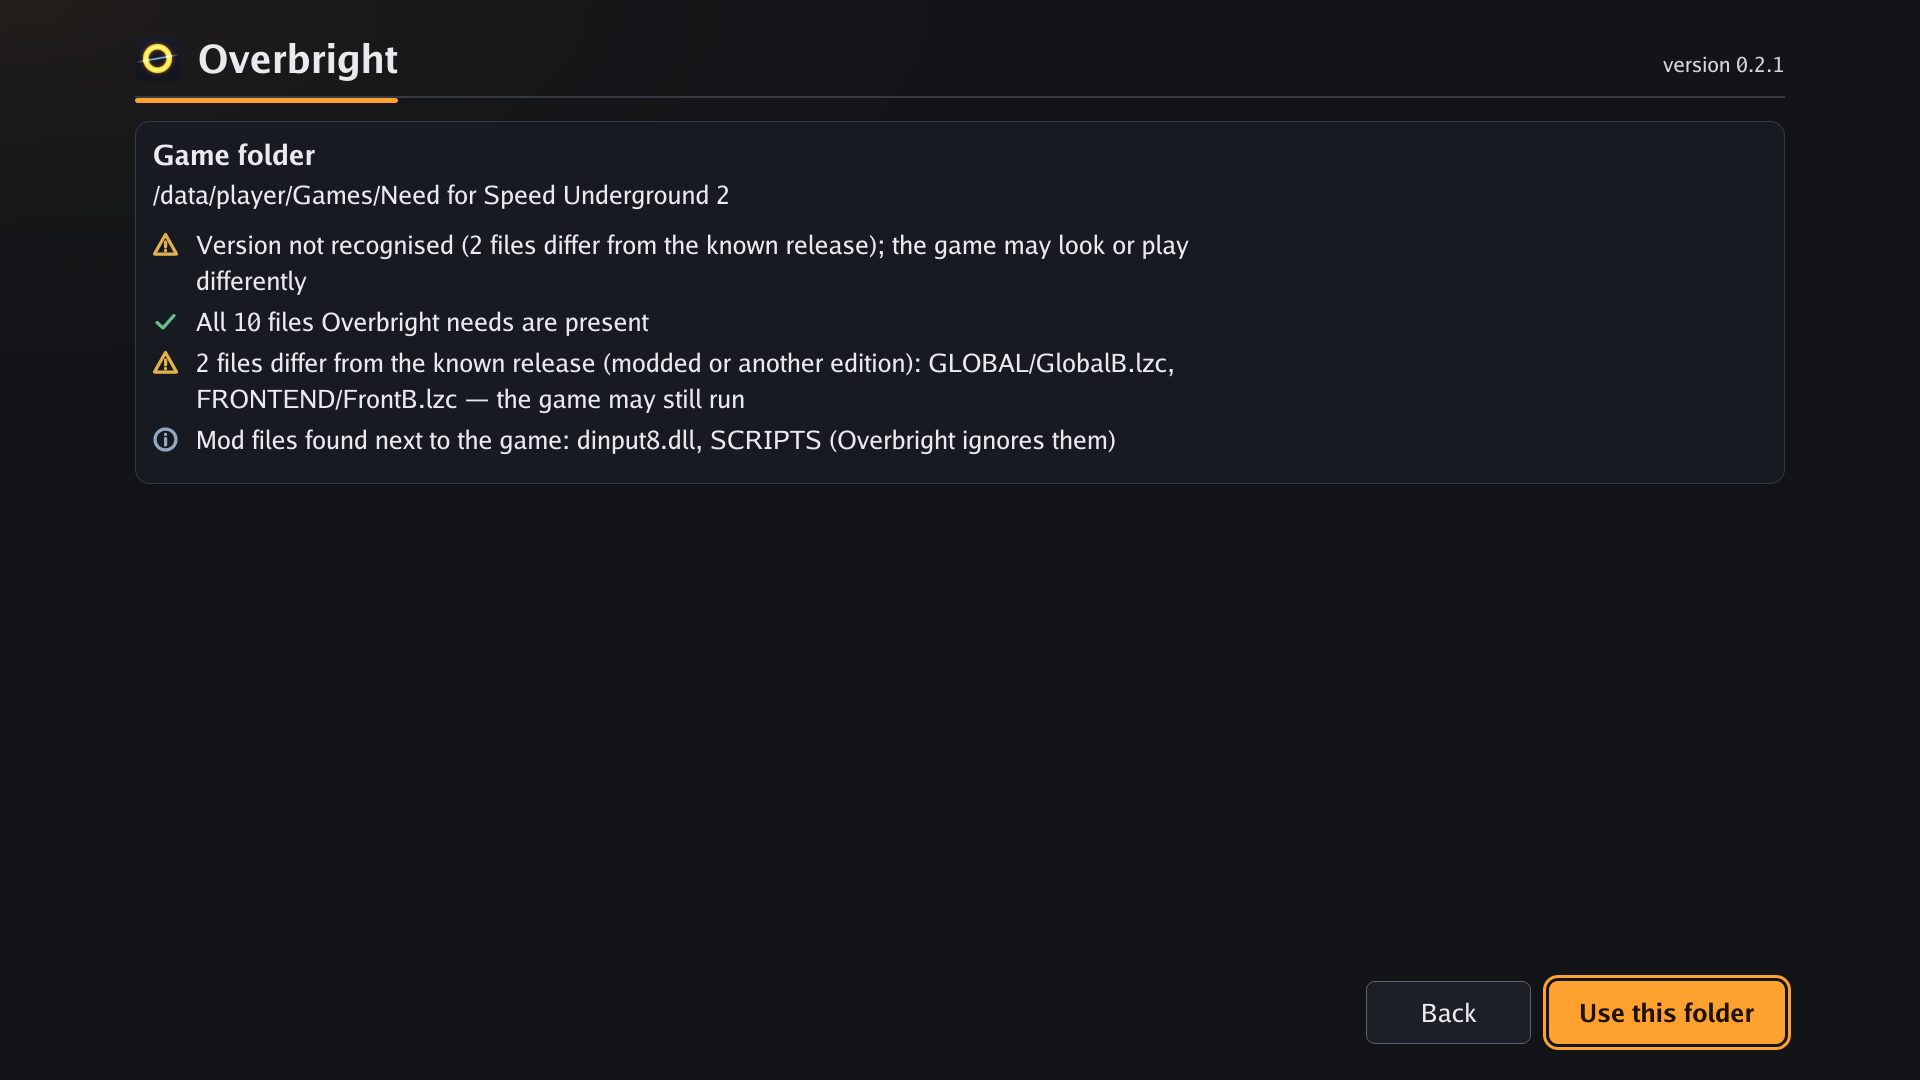 Overbright
version 0.2.1
Game folder
/data/player/Games/Need for Speed Underground 2
Version not recognised (2 files differ from the known release); the game may look or play
differently
All 10 files Overbright needs are present
2 files differ from the known release (modded or another edition): GLOBAL/GlobalB.lzc,
FRONTEND/FrontB.lzc — the game may still run
Mod files found next to the game: dinput8.dll, SCRIPTS (Overbright ignores them)
Back
Use this folder